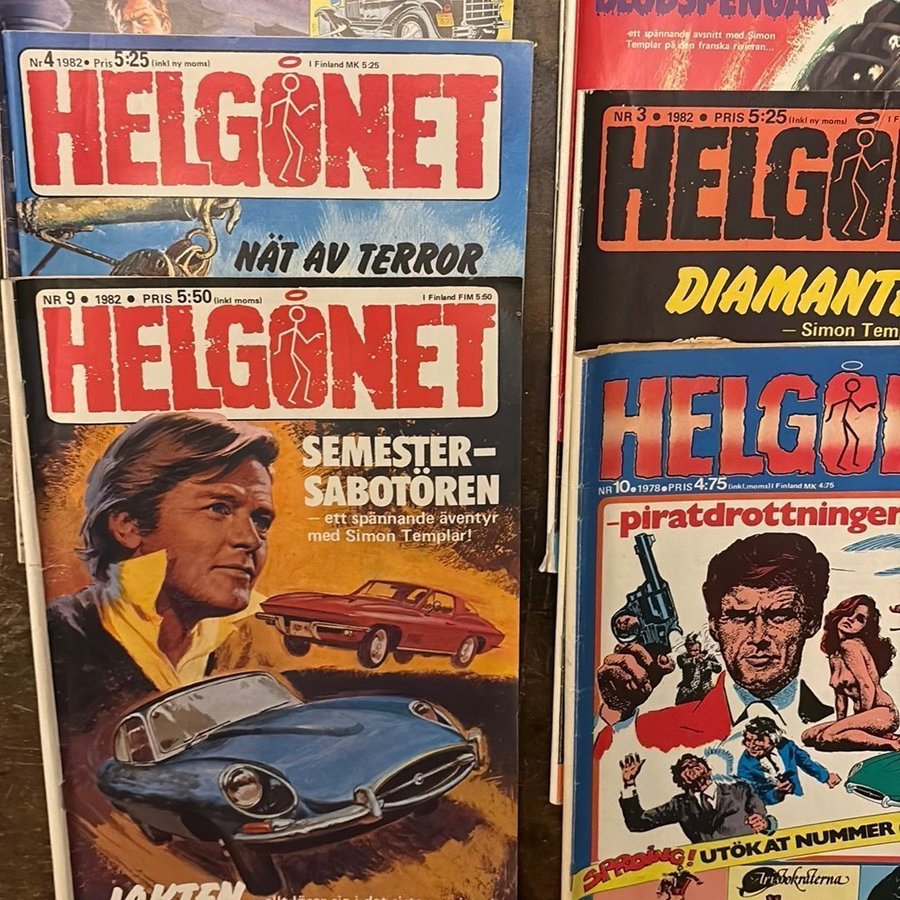 Nr 4 1982 • Pris 5:25 (inkl ny moms)
I Finland MK 5:25
HELGONET
NÄT AV TERROR
NR 9 • 1982 • PRIS 5:50 (inkl moms)
I Finland FIM 5:50
HELGONET
SEMESTER-
SABOTÖREN
– ett spännande äventyr
med Simon Templar!
JAKTEN
BLODSPENGAR
ett spännande avsnitt med Simon
Templar på den franska rivieran...
NR 3 • 1982 • PRIS 5:25 (inkl ny moms)
I F
HELGO
DIAMANT
– Simon Tem
HELGO
NR 10 • 1978 • PRIS 4:75 (inkl. moms) I Finland MK 4:75
-piratdrottningen
SPROING! UTÖKAT NUMMER